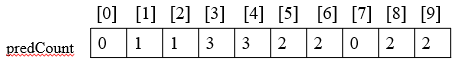 [0] [1] [2] [3] [4] [5] [6] [7] [8] [9]
predCount 0 1 1 3 3 2 2 0 2 2